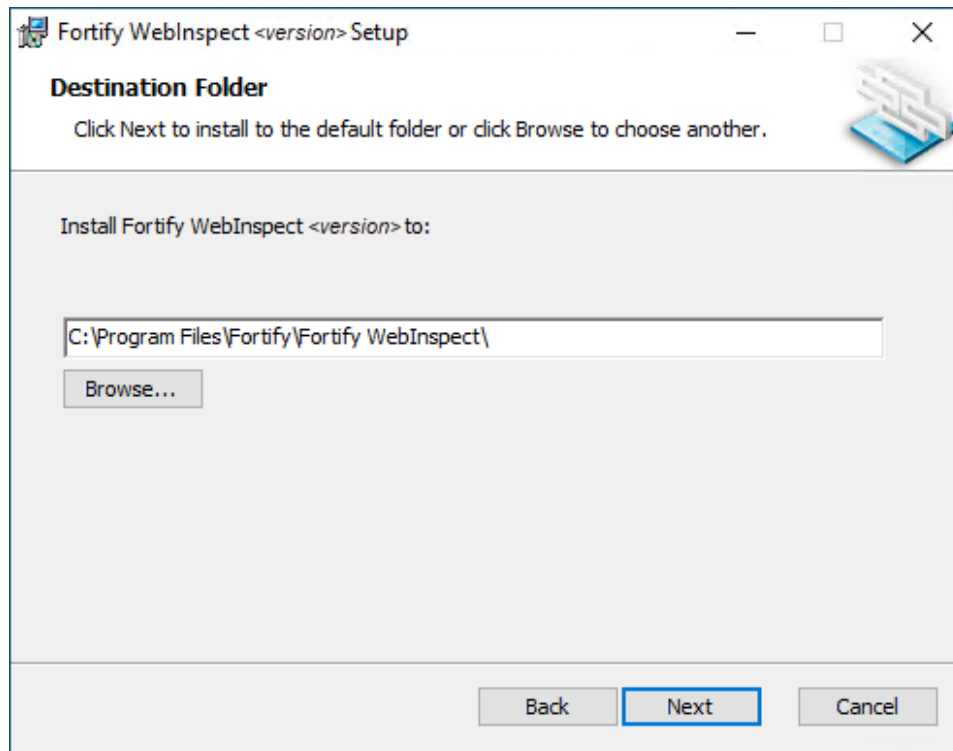 Fortify WebInspect <version> Setup
Destination Folder
Click Next to install to the default folder or click Browse to choose another.
Install Fortify WebInspect <version> to:
C:\Program Files\Fortify\Fortify WebInspect\
Browse...
Back Next Cancel